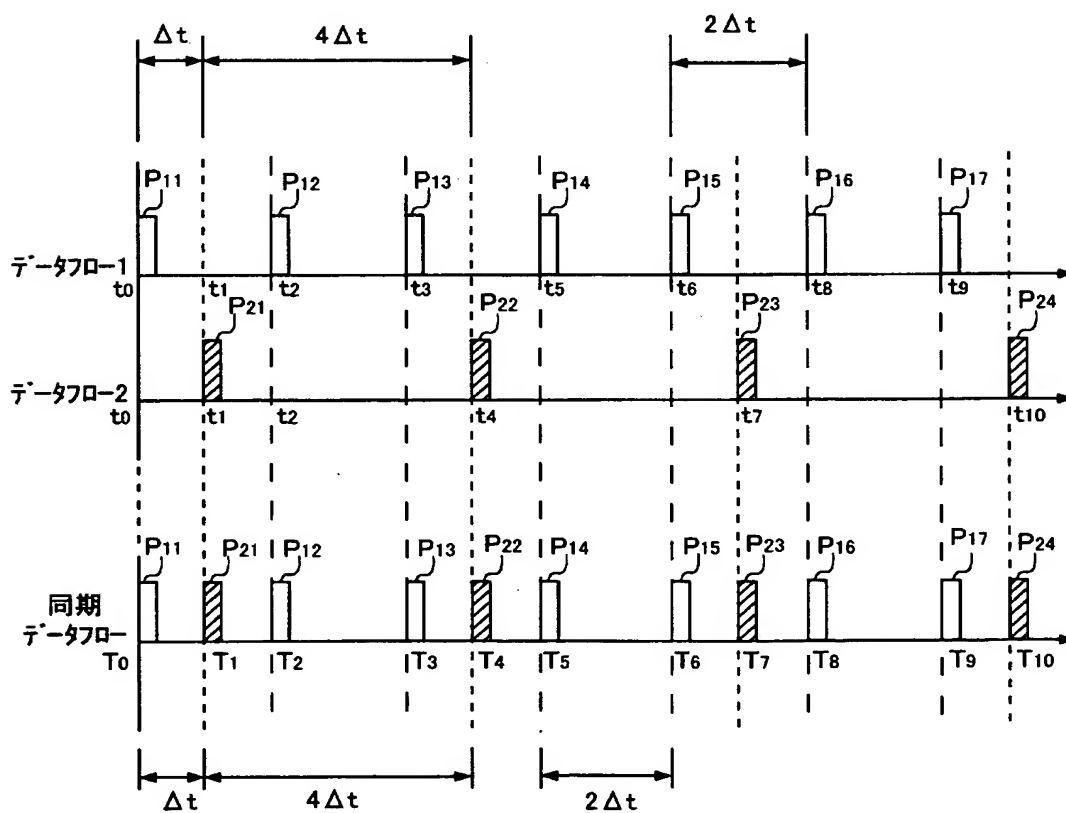 Δt 4Δt 2Δt
P11 P12 P13 P14 P15 P16 P17
データフロー1
t0 t1 t2 t3 t5 t6 t8 t9
P21 P22 P23 P24
データフロー2
t0 t1 t2 t4 t7 t10
P11 P21 P12 P13 P22 P14 P15 P23 P16 P17 P24
同期
データフロー
T0 T1 T2 T3 T4 T5 T6 T7 T8 T9 T10
Δt 4Δt 2Δt